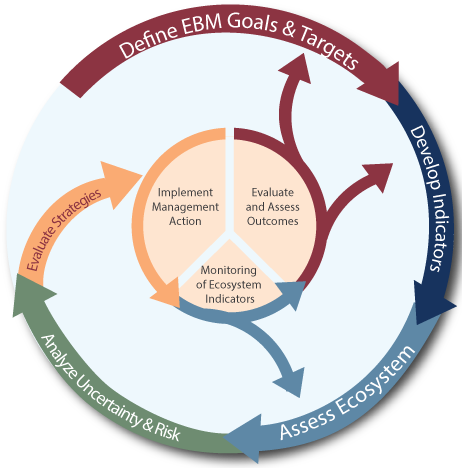 Define EBM Goals & Targets
Develop Indicators
Assess Ecosystem
Analyze Uncertainty & Risk
Evaluate Strategies
Implement
Management
Action
Evaluate
and Assess
Outcomes
Monitoring
of Ecosystem
Indicators